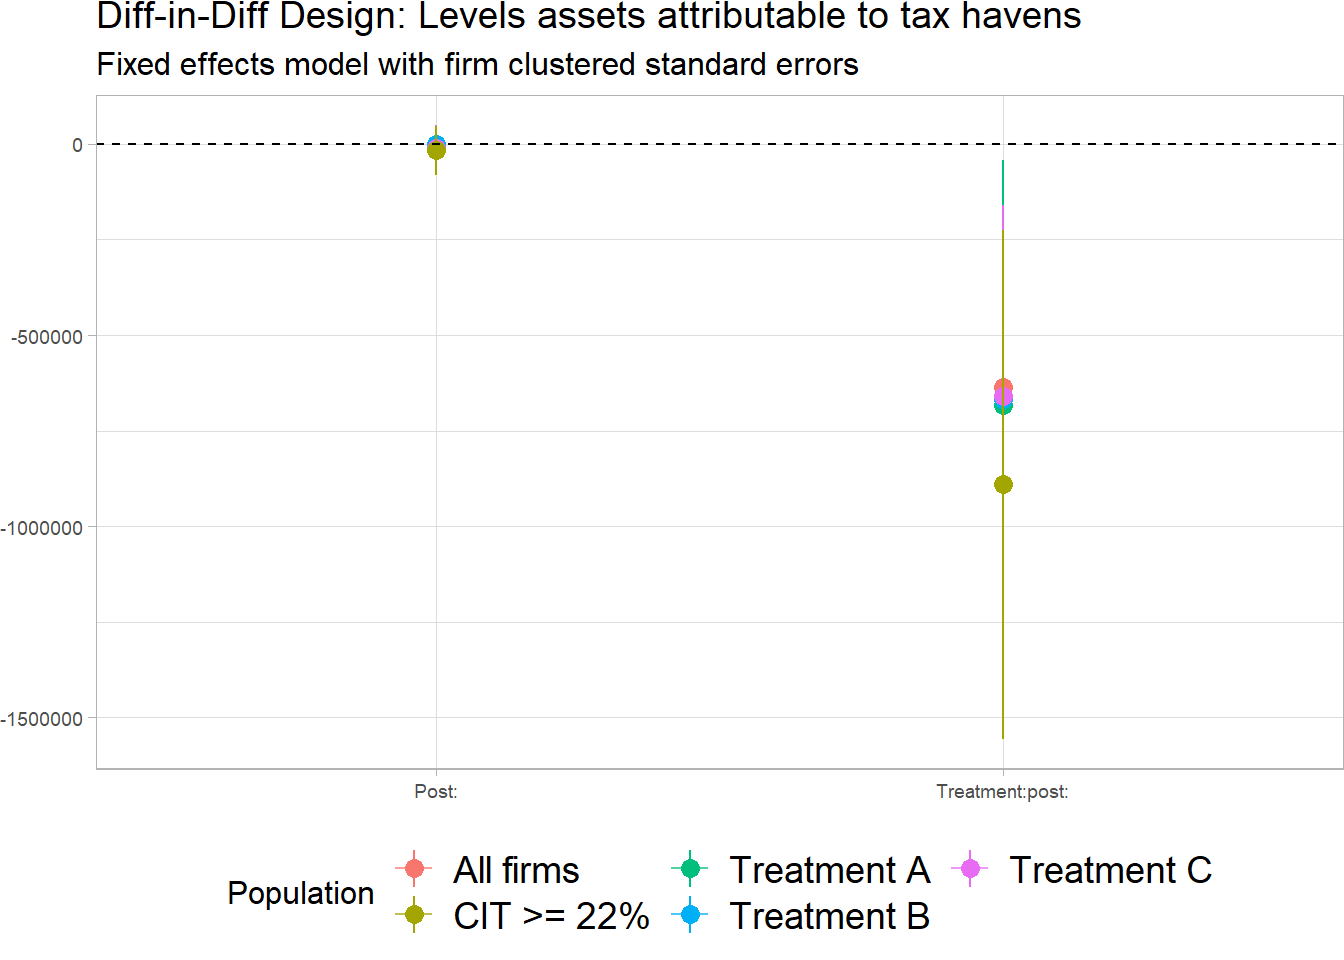 Diff-in-Diff Design: Levels assets attributable to tax havens
Fixed effects model with firm clustered standard errors
0
-500000
-1000000
-1500000
Post:
Treatment:post:
Population
All firms
CIT >= 22%
Treatment A
Treatment B
Treatment C